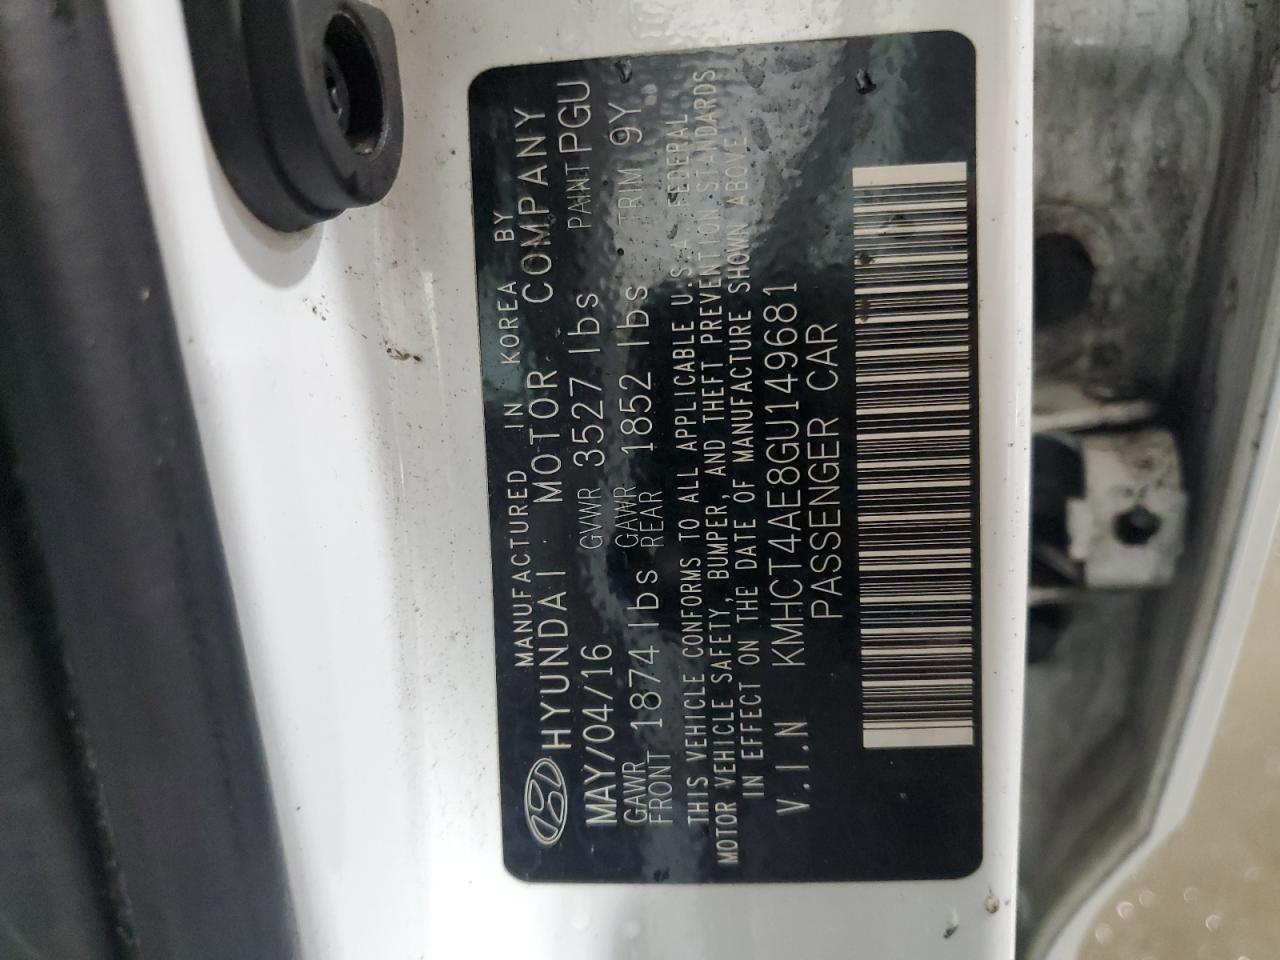 MANUFACTURED IN KOREA BY
HYUNDAI MOTOR COMPANY
MAY/04/16 GVWR 3527 lbs PAINT PGU
GAWR FRONT 1874 lbs GAWR REAR 1852 lbs TRIM 9Y
THIS VEHICLE CONFORMS TO ALL APPLICABLE U.S.A FEDERAL
MOTOR VEHICLE SAFETY, BUMPER, AND THEFT PREVENTION STANDARDS
IN EFFECT ON THE DATE OF MANUFACTURE SHOWN ABOVE.
V.I.N KMHCT4AE8GU149681
PASSENGER CAR